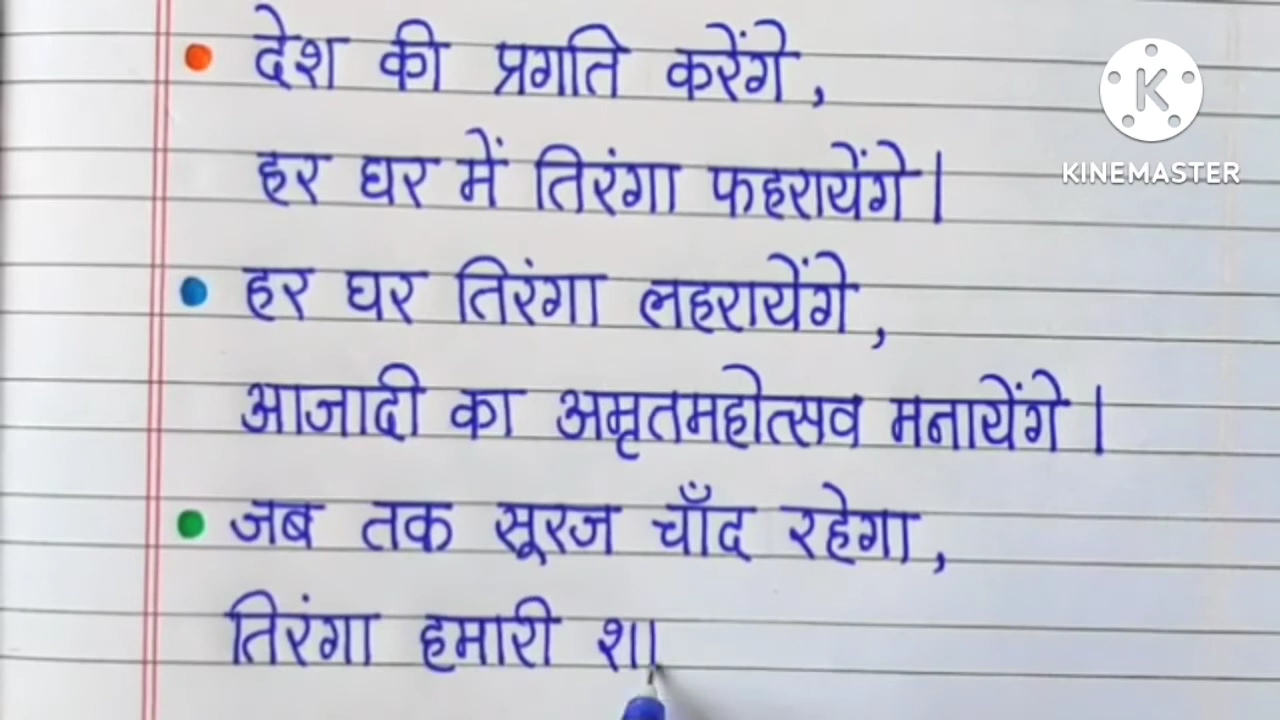 देश की प्रगति करेंगे,
हर घर में तिरंगा फहरायेंगे।
हर घर तिरंगा लहरायेंगे,
आजादी का अमृतमहोत्सव मनायेंगे।
जब तक सूरज चाँद रहेगा,
तिरंगा हमारी शा
KINEMASTER